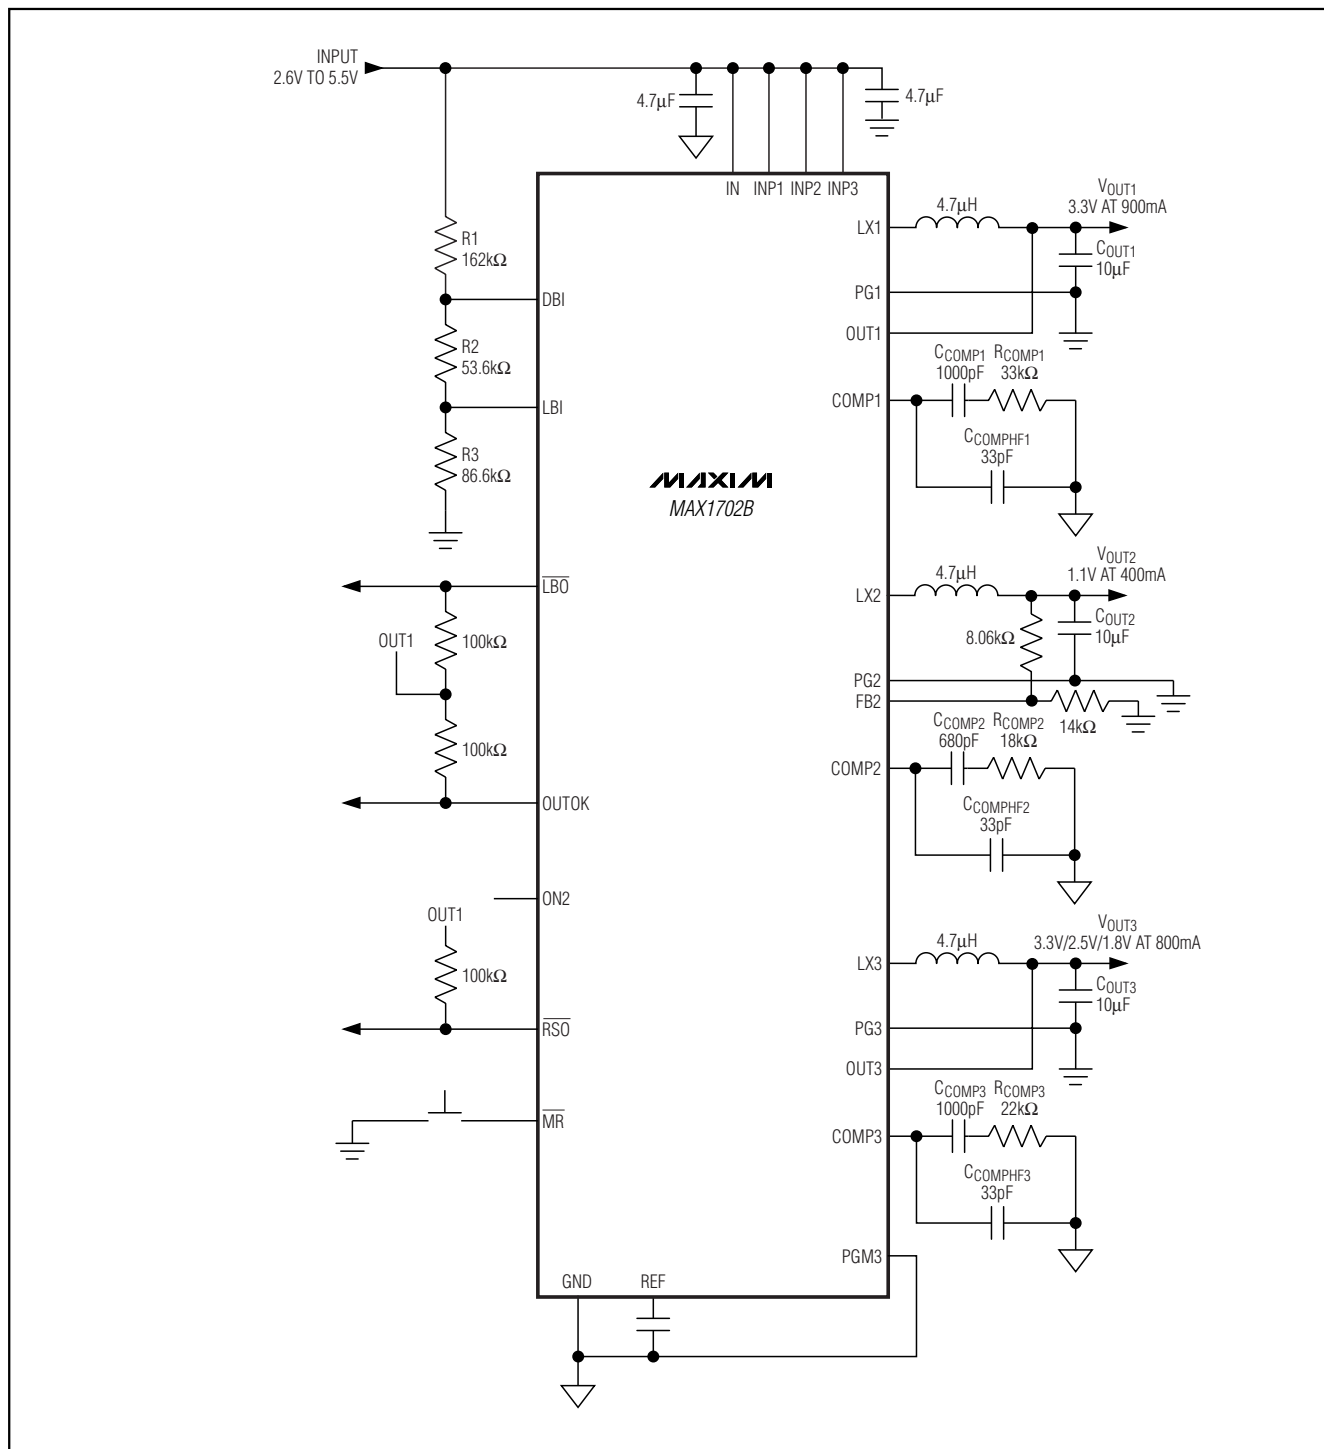 INPUT
2.6V TO 5.5V
4.7µF
4.7µF
IN
INP1
INP2
INP3
R1
162kΩ
DBI
R2
53.6kΩ
LBI
R3
86.6kΩ
LBO
100kΩ
OUT1
100kΩ
OUTOK
ON2
OUT1
100kΩ
RSO
MR
GND
REF
MAXIM
MAX1702B
LX1
4.7µH
VOUT1
3.3V AT 900mA
COUT1
10µF
PG1
OUT1
CCOMP1
1000pF
RCOMP1
33kΩ
COMP1
CCOMPHF1
33pF
LX2
4.7µH
VOUT2
1.1V AT 400mA
COUT2
10µF
8.06kΩ
PG2
FB2
14kΩ
CCOMP2
680pF
RCOMP2
18kΩ
COMP2
CCOMPHF2
33pF
LX3
4.7µH
VOUT3
3.3V/2.5V/1.8V AT 800mA
COUT3
10µF
PG3
OUT3
CCOMP3
1000pF
RCOMP3
22kΩ
COMP3
CCOMPHF3
33pF
PGM3